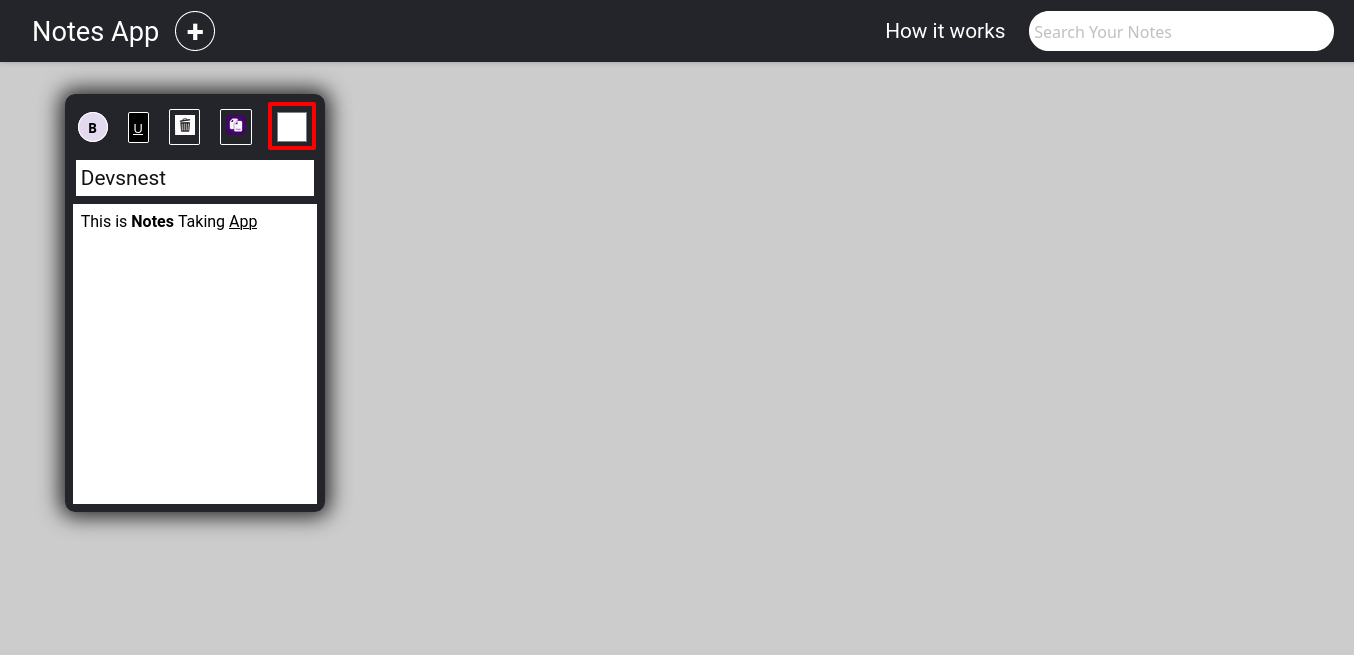 Notes App +
How it works
Search Your Notes
B U
Devsnest
This is Notes Taking App